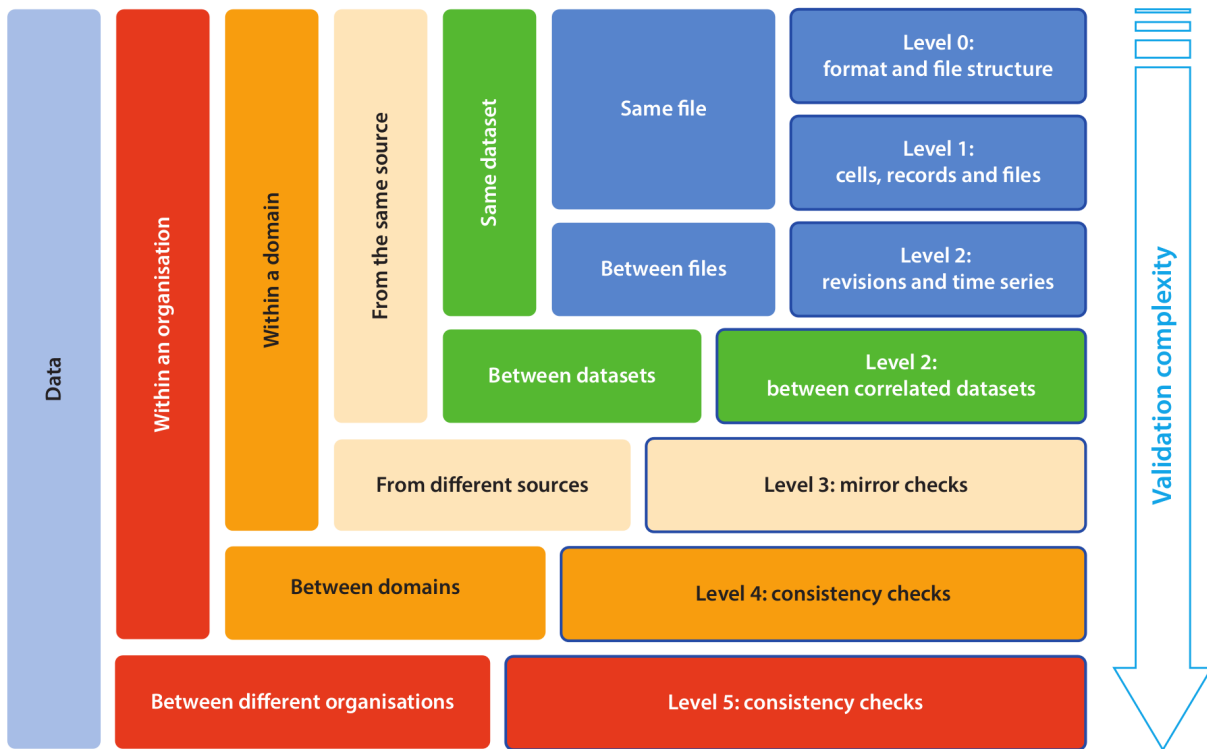 Data
Within an organisation
Within a domain
From the same source
Same dataset
Same file
Level 0:
format and file structure
Level 1:
cells, records and files
Between files
Level 2:
revisions and time series
Between datasets
Level 2:
between correlated datasets
From different sources
Level 3: mirror checks
Between domains
Level 4: consistency checks
Between different organisations
Level 5: consistency checks
Validation complexity